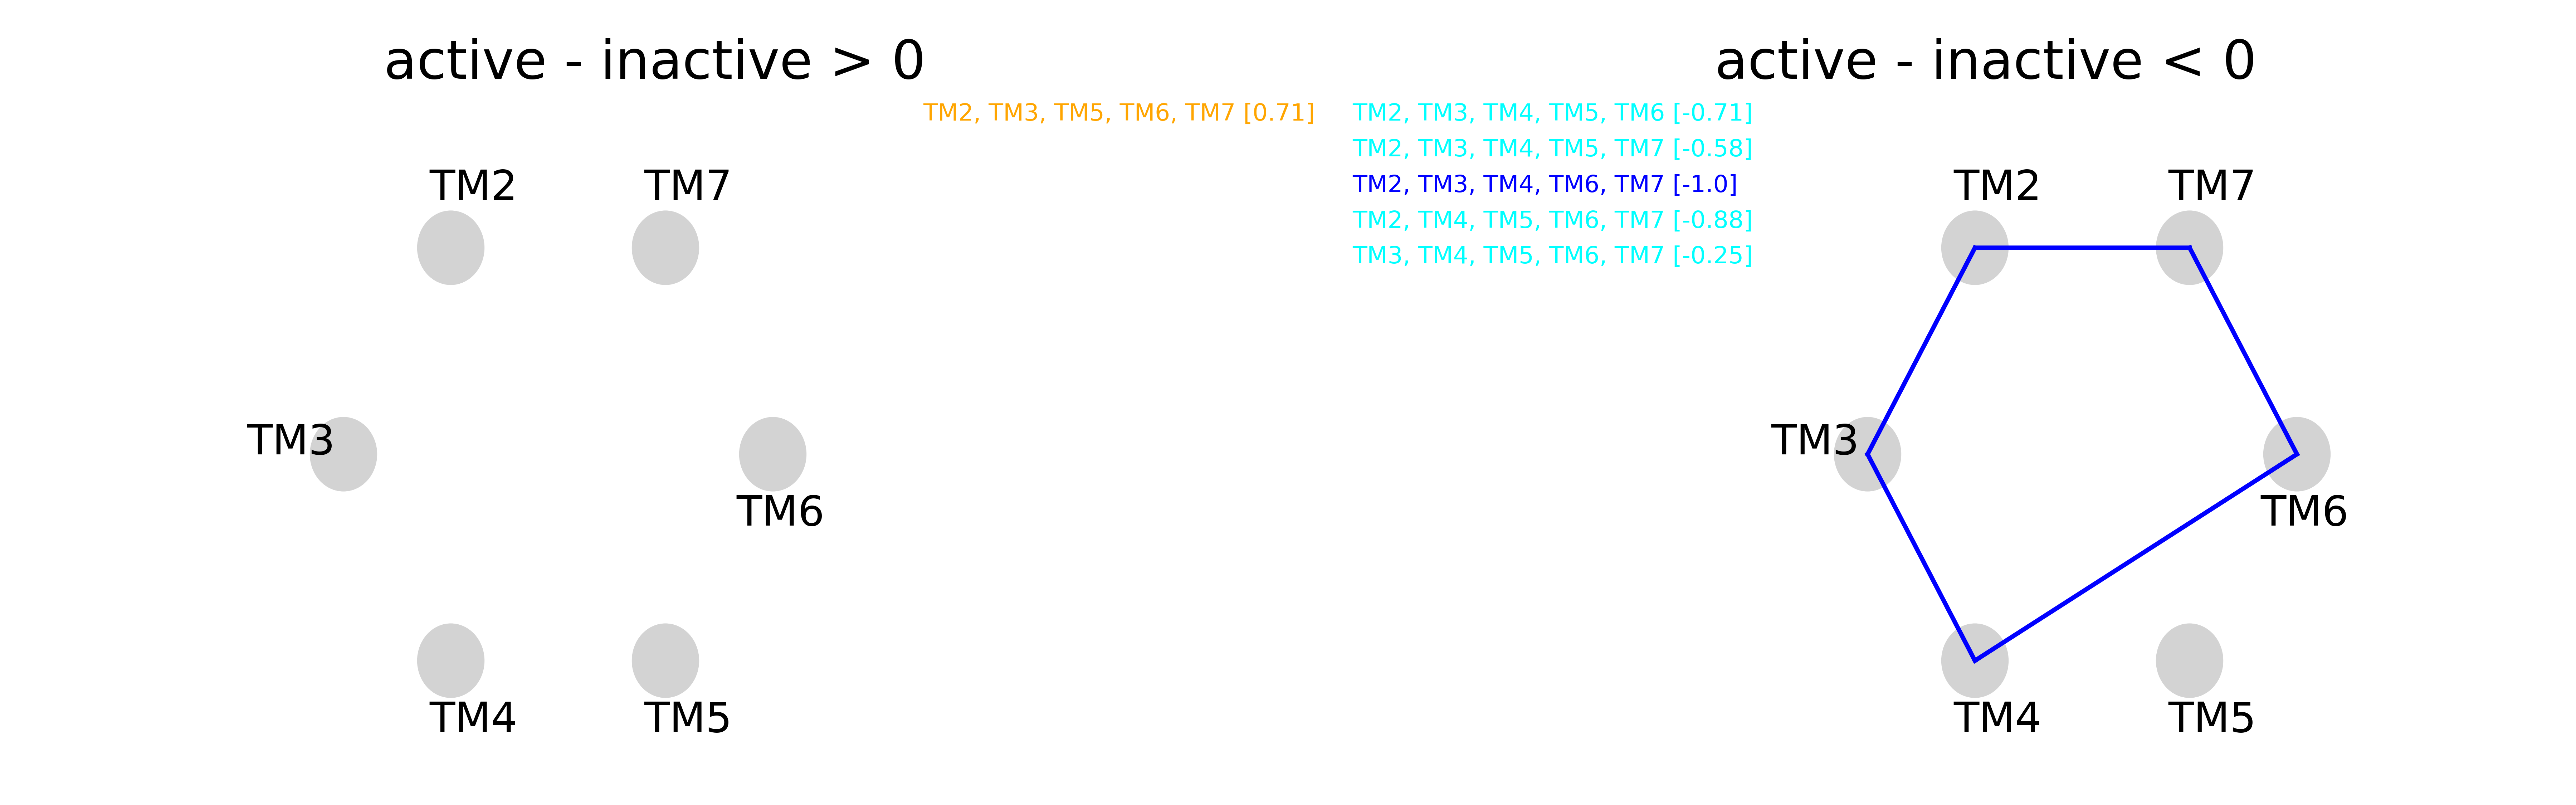 active - inactive > 0
TM2, TM3, TM5, TM6, TM7 [0.71]
TM2
TM7
TM3
TM6
TM4
TM5
active - inactive < 0
TM2, TM3, TM4, TM5, TM6 [-0.71]
TM2, TM3, TM4, TM5, TM7 [-0.58]
TM2, TM3, TM4, TM6, TM7 [-1.0]
TM2, TM4, TM5, TM6, TM7 [-0.88]
TM3, TM4, TM5, TM6, TM7 [-0.25]
TM2
TM7
TM3
TM6
TM4
TM5